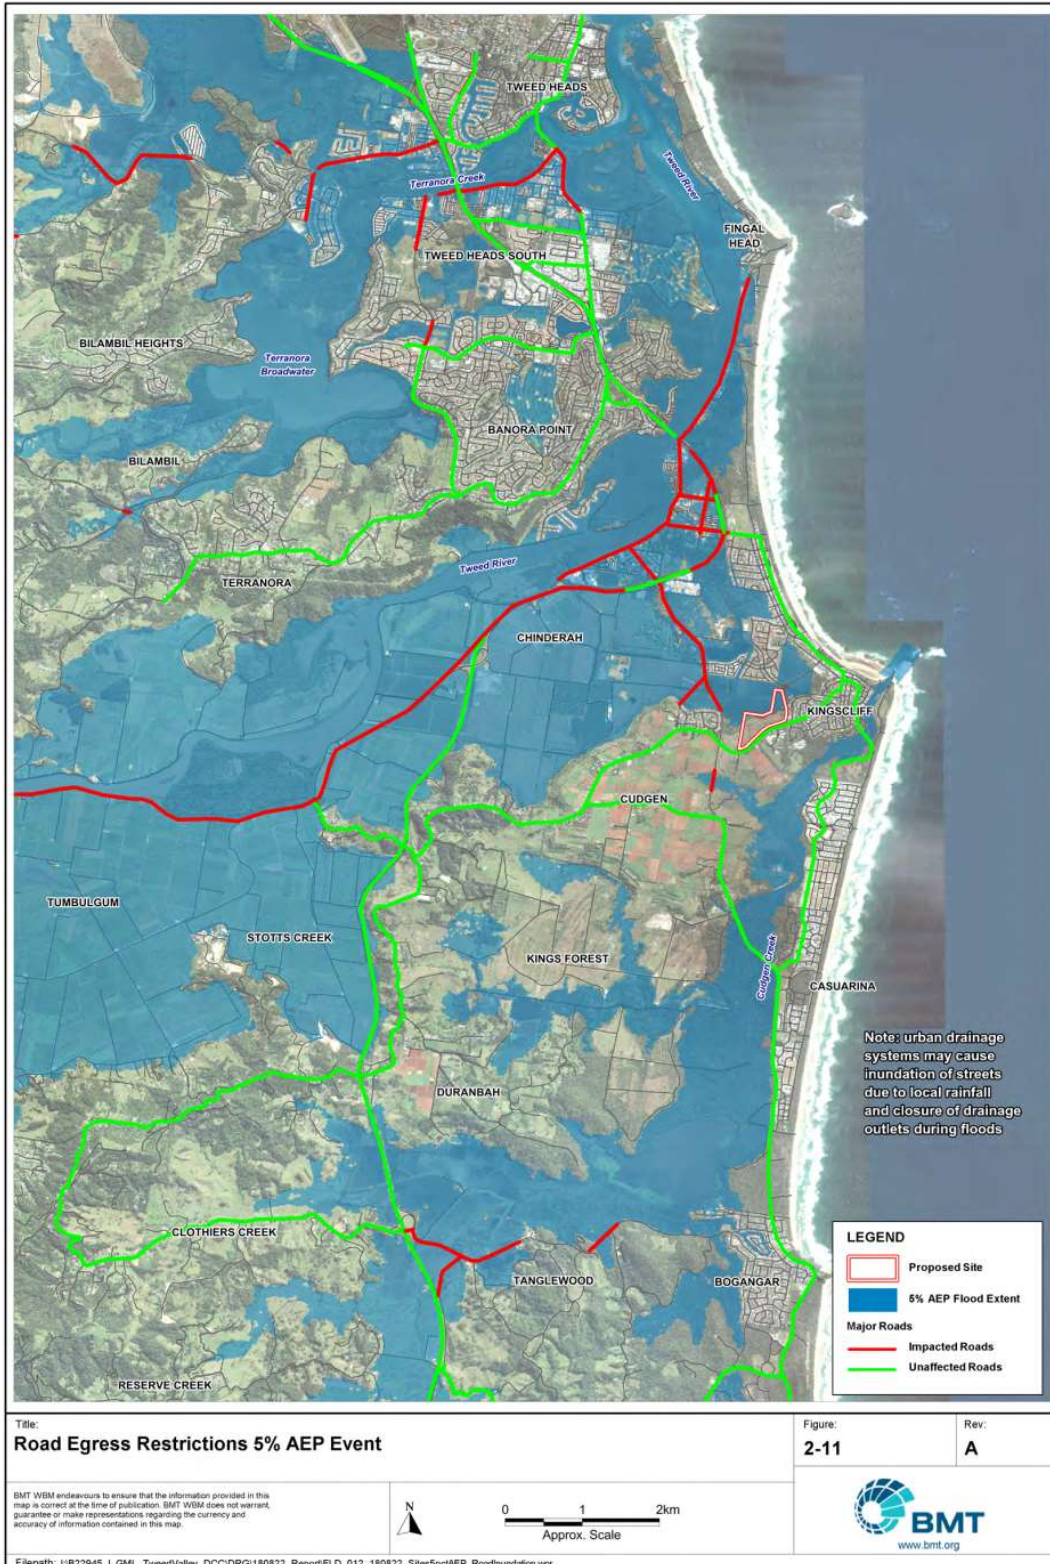 TWEED HEADS
Tweed River
Terranora Creek
FINGAL
HEAD
TWEED HEADS SOUTH
BILAMBIL HEIGHTS
Terranora
Broadwater
BANORA POINT
BILAMBIL
Tweed River
TERRANORA
CHINDERAH
KINGSCLIFF
CUDGEN
TUMBULGUM
STOTTS CREEK
KINGS FOREST
Cudgen Creek
CASUARINA
Note: urban drainage
systems may cause
inundation of streets
due to local rainfall
and closure of drainage
outlets during floods
DURANBAH
CLOTHIERS CREEK
TANGLEWOOD
BOGANGAR
RESERVE CREEK
LEGEND
Proposed Site
5% AEP Flood Extent
Major Roads
Impacted Roads
Unaffected Roads
Title:
Road Egress Restrictions 5% AEP Event
Figure:
2-11
Rev:
A
BMT WBM endeavours to ensure that the information provided in this
map is correct at the time of publication. BMT WBM does not warrant,
guarantee or make representations regarding the currency and
accuracy of information contained in this map.
N
0 1 2km
Approx. Scale
BMT
www.bmt.org